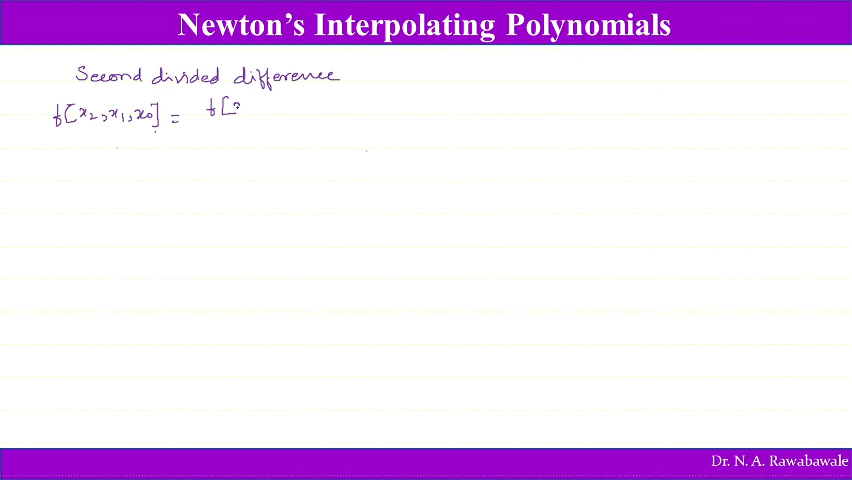 Newton's Interpolating Polynomials
Second divided difference
f[x₂,x₁,x₀] = f[
Dr. N. A. Rawabawale